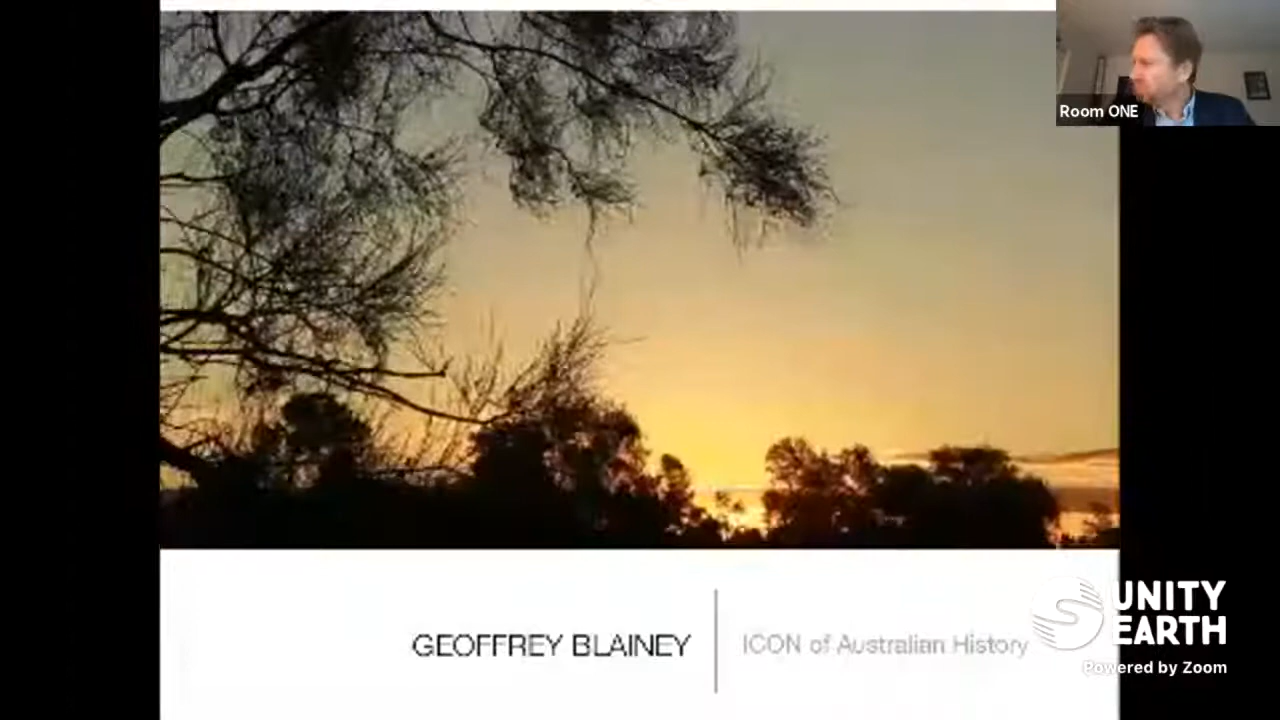 Room ONE
GEOFFREY BLAINEY
ICON of Australian History
UNITY
EARTH
Powered by Zoom